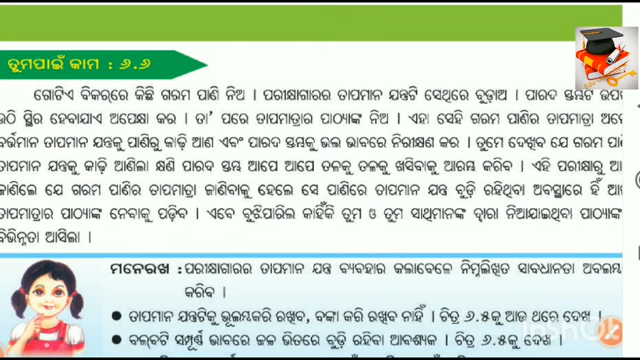 ତୁମପାଇଁ କାମ : ୬.୬
ଗୋଟିଏ ବିକର୍‌ରେ କିଛି ଗରମ ପାଣି ନିଅ । ପରୀକ୍ଷାଗାରର ତାପମାନ ଯନ୍ତ୍ରଟି ସେଥିରେ ବୁଡ଼ାଅ । ପାରଦ ସ୍ତମ୍ଭଟି
ଉଠି ସ୍ଥିର ହେବାଯାଏ ଅପେକ୍ଷା କର । ତା’ ପରେ ତାପମାତ୍ରାର ପାଠ୍ୟାଙ୍କ ନିଅ । ଏହା ସେହି ଗରମ ପାଣିର ତାପମାତ୍ରା
ବର୍ତ୍ତମାନ ତାପମାନ ଯନ୍ତ୍ରକୁ ପାଣିରୁ କାଢ଼ି ଆଣ ଏବଂ ପାରଦ ସ୍ତମ୍ଭକୁ ଭଲ ଭାବରେ ନିରୀକ୍ଷଣ କର । ତୁମେ ଦେଖିବ ଯେ ଗରମ
ତାପମାନ ଯନ୍ତ୍ରକୁ କାଢ଼ି ଆଣିଲା କ୍ଷଣି ପାରଦ ସ୍ତମ୍ଭ ଆପେ ଆପେ ତଳକୁ ତଳକୁ ଖସିବାକୁ ଆରମ୍ଭ କରିବ । ଏହି ପରୀକ୍ଷାରୁ
ଜାଣିଲେ ଯେ ଗରମ ପାଣିର ତାପମାତ୍ରା ଜାଣିବାକୁ ହେଲେ ସେ ପାଣିରେ ତାପମାନ ଯନ୍ତ୍ର ବୁଡ଼ି ରହିଥିବା ଅବସ୍ଥାରେ ହିଁ
ତାପମାତ୍ରାର ପାଠ୍ୟାଙ୍କ ନେବାକୁ ପଡ଼ିବ । ଏବେ ବୁଝିପାରିଲ କାହିଁକି ତୁମ ଓ ତୁମ ସାଥିମାନଙ୍କ ଦ୍ୱାରା ନିଆଯାଇଥିବା ପାଠ୍ୟାଙ୍କ
ବିଭିନ୍ନତା ଆସିଲା ।
ମନେରଖ : ପରୀକ୍ଷାଗାରର ତାପମାନ ଯନ୍ତ୍ର ବ୍ୟବହାର କଲାବେଳେ ନିମ୍ନଲିଖିତ ସାବଧାନତା
କରିବ ।
● ତାପମାନ ଯନ୍ତ୍ରଟିକୁ ଭୂଲମ୍ୱକରି ରଖିବ, ବଙ୍କା କରି ରଖିବ ନାହିଁ । ଚିତ୍ର ୬.୫କୁ ଆଉ ଥରେ ଦେଖ ।
● ବଲ୍‌ବଟି ସମ୍ପୂର୍ଣ୍ଣ ଭାବରେ ଜଳ ଭିତରେ ବୁଡ଼ି ରହିବା ଆବଶ୍ୟକ । ଚିତ୍ର ୬.୫କୁ ଦେଖ ।